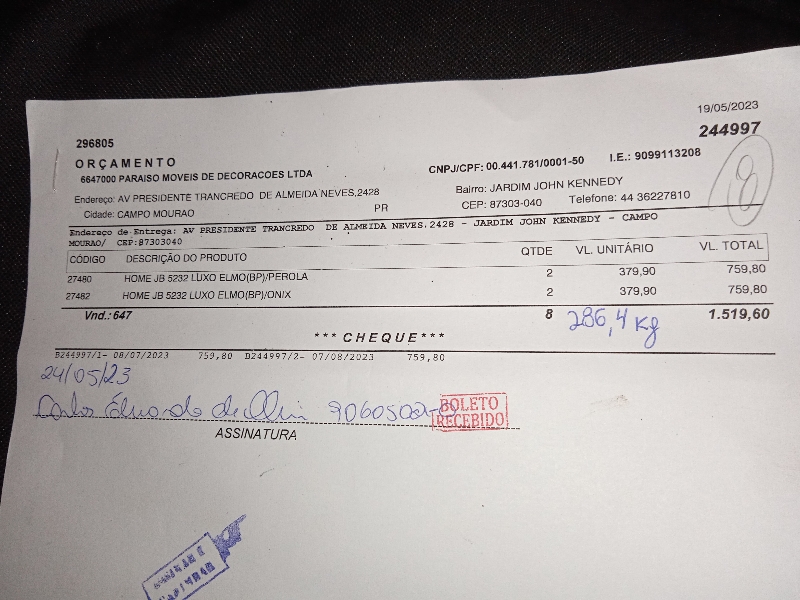 19/05/2023
296805
244997
ORÇAMENTO
6647000 PARAISO MOVEIS DE DECORACOES LTDA
CNPJ/CPF: 00.441.781/0001-50 I.E.: 9099113208
8
Endereço: AV PRESIDENTE TRANCREDO DE ALMEIDA NEVES,2428 Bairro: JARDIM JOHN KENNEDY
Cidade: CAMPO MOURAO PR CEP: 87303-040 Telefone: 44 36227810
Endereço de Entrega: AV PRESIDENTE TRANCREDO DE ALMEIDA NEVES.2428 - JARDIM JOHN KENNEDY - CAMPO
MOURAO/ CEP:87303040
CÓDIGO DESCRIÇÃO DO PRODUTO QTDE VL. UNITÁRIO VL. TOTAL
27480 HOME JB 5232 LUXO ELMO(BP)/PEROLA 2 379,90 759,80
27482 HOME JB 5232 LUXO ELMO(BP)/ONIX 2 379,90 759,80
Vnd.: 647 8 286,4 kg 1.519,60
*** CHEQUE***
B244997/1- 08/07/2023 759,80 B244997/2- 07/08/2023 759,80
24/05/23
Carlos Eduardo de 9060502
BOLETO
RECEBIDO
ASSINATURA